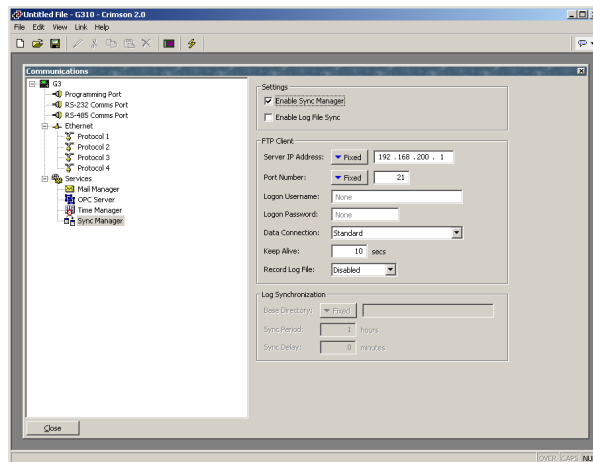 Untitled File - G310 - Crimson 2.0
File Edit View Link Help
Communications
G3
Programming Port
RS-232 Comms Port
RS-485 Comms Port
Ethernet
Protocol 1
Protocol 2
Protocol 3
Protocol 4
Services
Mail Manager
OPC Server
Time Manager
Sync Manager
Settings
Enable Sync Manager
Enable Log File Sync
FTP Client
Server IP Address: Fixed 192 .168 .200 . 1
Port Number: Fixed 21
Logon Username: None
Logon Password: None
Data Connection: Standard
Keep Alive: 10 secs
Record Log File: Disabled
Log Synchronization
Base Directory: Fixed
Sync Period: 1 hours
Sync Delay: 0 minutes
Close
OVER CAPS NU